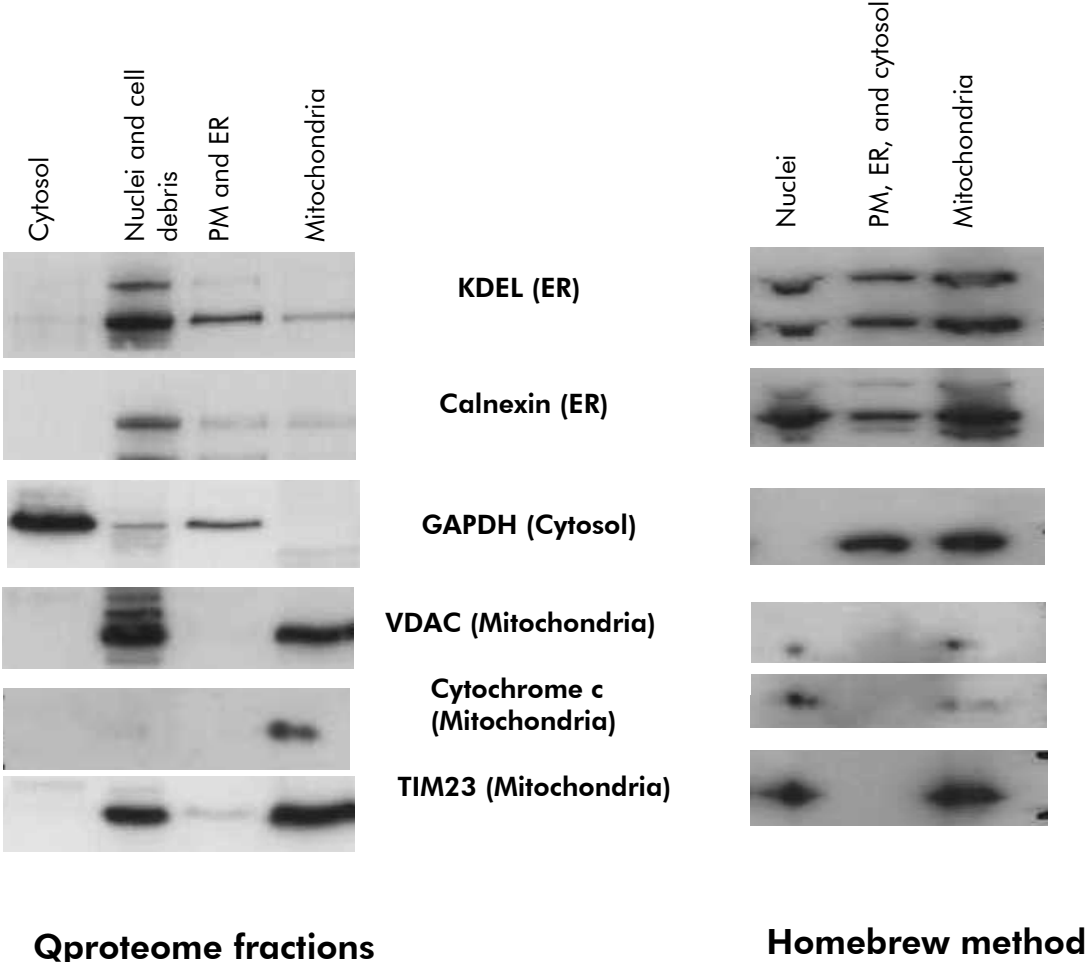 Cytosol
Nuclei and cell
debris
PM and ER
Mitochondria
Nuclei
PM, ER, and cytosol
Mitochondria
KDEL (ER)
Calnexin (ER)
GAPDH (Cytosol)
VDAC (Mitochondria)
Cytochrome c
(Mitochondria)
TIM23 (Mitochondria)
Qproteome fractions
Homebrew method